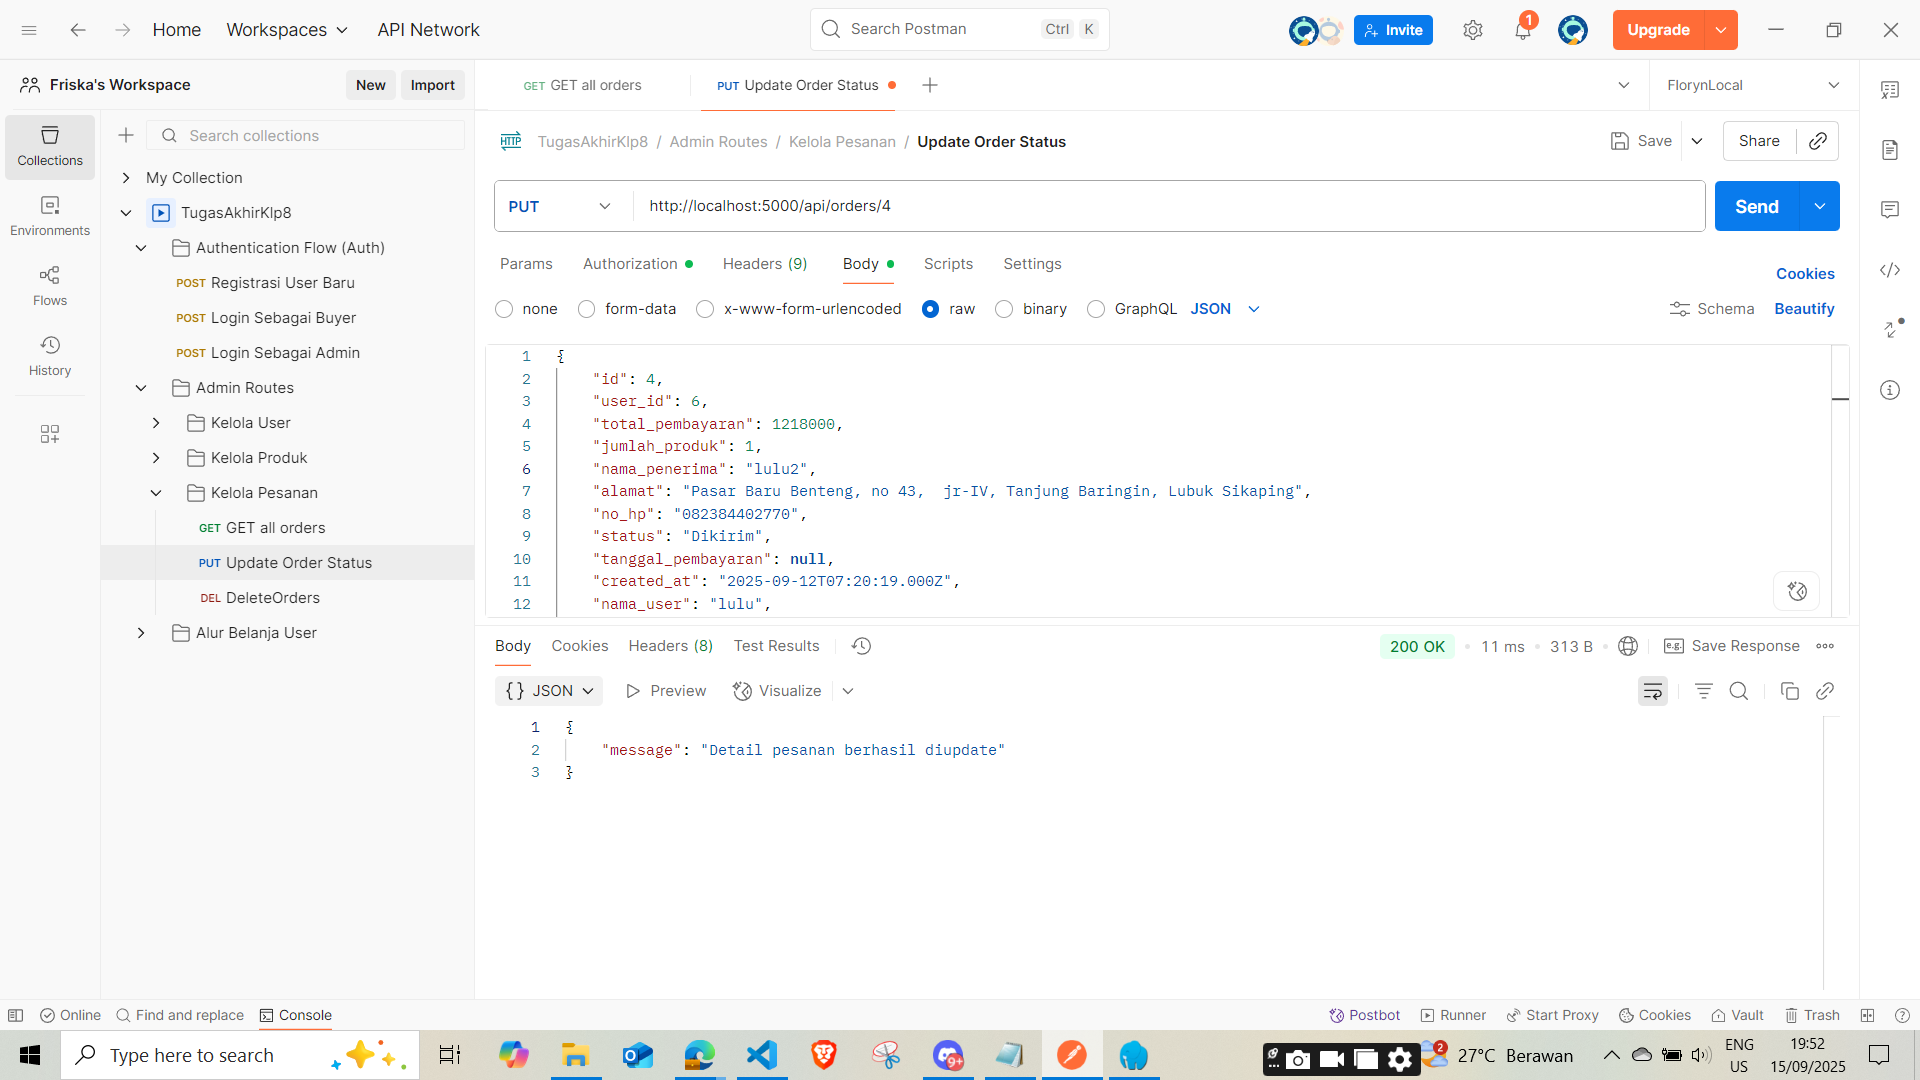 Home
Workspaces
API Network
Search Postman
Ctrl K
Invite
1
Upgrade
Friska's Workspace
New
Import
GET GET all orders
PUT Update Order Status
FlorynLocal
Collections
Environments
Flows
History
Search collections
My Collection
TugasAkhirKlp8
Authentication Flow (Auth)
POST Registrasi User Baru
POST Login Sebagai Buyer
POST Login Sebagai Admin
Admin Routes
Kelola User
Kelola Produk
Kelola Pesanan
GET GET all orders
PUT Update Order Status
DEL DeleteOrders
Alur Belanja User
HTTP TugasAkhirKlp8 / Admin Routes / Kelola Pesanan / Update Order Status
Save
Share
PUT
http://localhost:5000/api/orders/4
Send
Params
Authorization
Headers (9)
Body
Scripts
Settings
Cookies
none
form-data
x-www-form-urlencoded
raw
binary
GraphQL
JSON
Schema
Beautify
1 {
2 "id": 4,
3 "user_id": 6,
4 "total_pembayaran": 1218000,
5 "jumlah_produk": 1,
6 "nama_penerima": "lulu2",
7 "alamat": "Pasar Baru Benteng, no 43,  jr-IV, Tanjung Baringin, Lubuk Sikaping",
8 "no_hp": "082384402770",
9 "status": "Dikirim",
10 "tanggal_pembayaran": null,
11 "created_at": "2025-09-12T07:20:19.000Z",
12 "nama_user": "lulu",
Body
Cookies
Headers (8)
Test Results
200 OK
11 ms
313 B
e.g. Save Response
{} JSON
Preview
Visualize
1 {
2 "message": "Detail pesanan berhasil diupdate"
3 }
Online
Find and replace
Console
Postbot
Runner
Start Proxy
Cookies
Vault
Trash
Type here to search
9+
2
27°C Berawan
ENG
US
19:52
15/09/2025